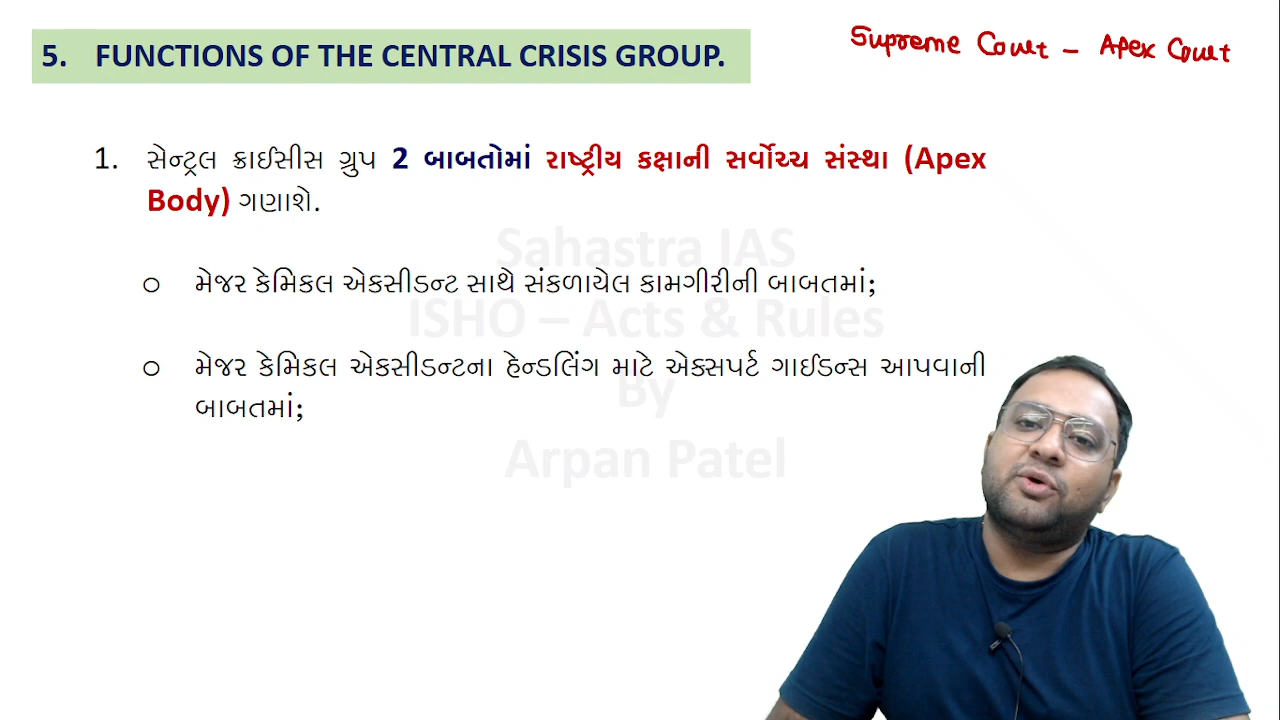 5. FUNCTIONS OF THE CENTRAL CRISIS GROUP.
Supreme Court – Apex Court
1. સેન્ટ્રલ ક્રાઈસીસ ગ્રુપ 2 બાબતોમાં રાષ્ટ્રીય કક્ષાની સર્વોચ્ચ સંસ્થા (Apex
Body) ગણાશે.
Sahastra IAS
o મેજર કેમિકલ એકસીડન્ટ સાથે સંકળાયેલ કામગીરીની બાબતમાં;
ISHO – Acts & Rules
o મેજર કેમિકલ એકસીડન્ટના હેન્ડલિંગ માટે એક્સપર્ટ ગાઈડન્સ આપવાની
By
બાબતમાં;
Arpan Patel